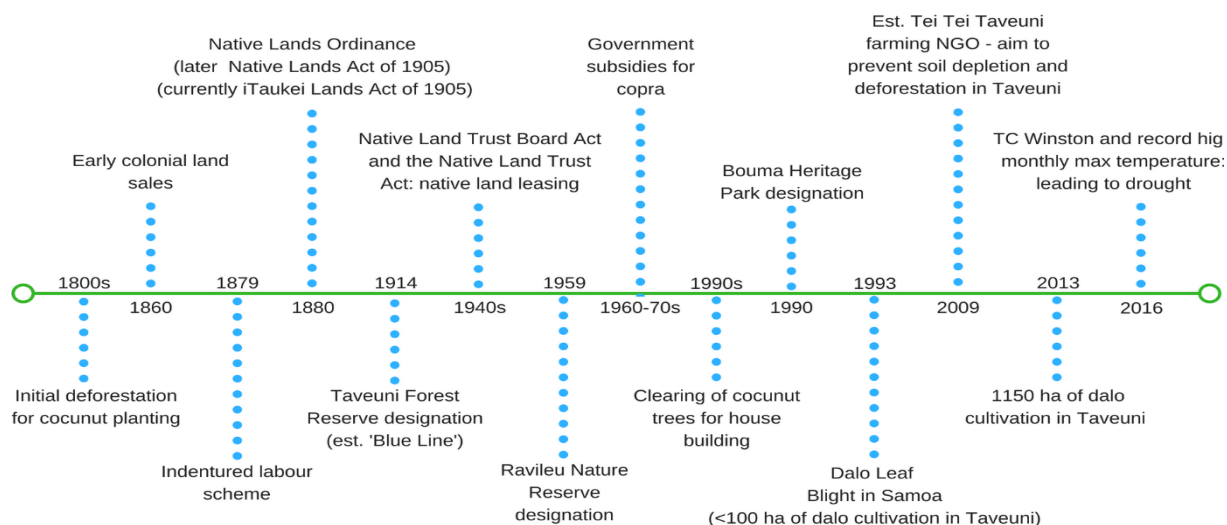 Native Lands Ordinance
(later Native Lands Act of 1905)
(currently iTaukei Lands Act of 1905)
Government
subsidies for
copra
Est. Tei Tei Taveuni
farming NGO - aim to
prevent soil depletion and
deforestation in Taveuni
Early colonial land
sales
Native Land Trust Board Act
and the Native Land Trust
Act: native land leasing
Bouma Heritage
Park designation
TC Winston and record hig
monthly max temperature:
leading to drought
1800s
1860
1879
1880
1914
1940s
1959
1960-70s
1990s
1990
1993
2009
2013
2016
Initial deforestation
for cocunut planting
Indentured labour
scheme
Taveuni Forest
Reserve designation
(est. 'Blue Line')
Ravileu Nature
Reserve
designation
Clearing of cocunut
trees for house
building
Dalo Leaf
Blight in Samoa
(<100 ha of dalo cultivation in Taveuni)
1150 ha of dalo
cultivation in Taveuni